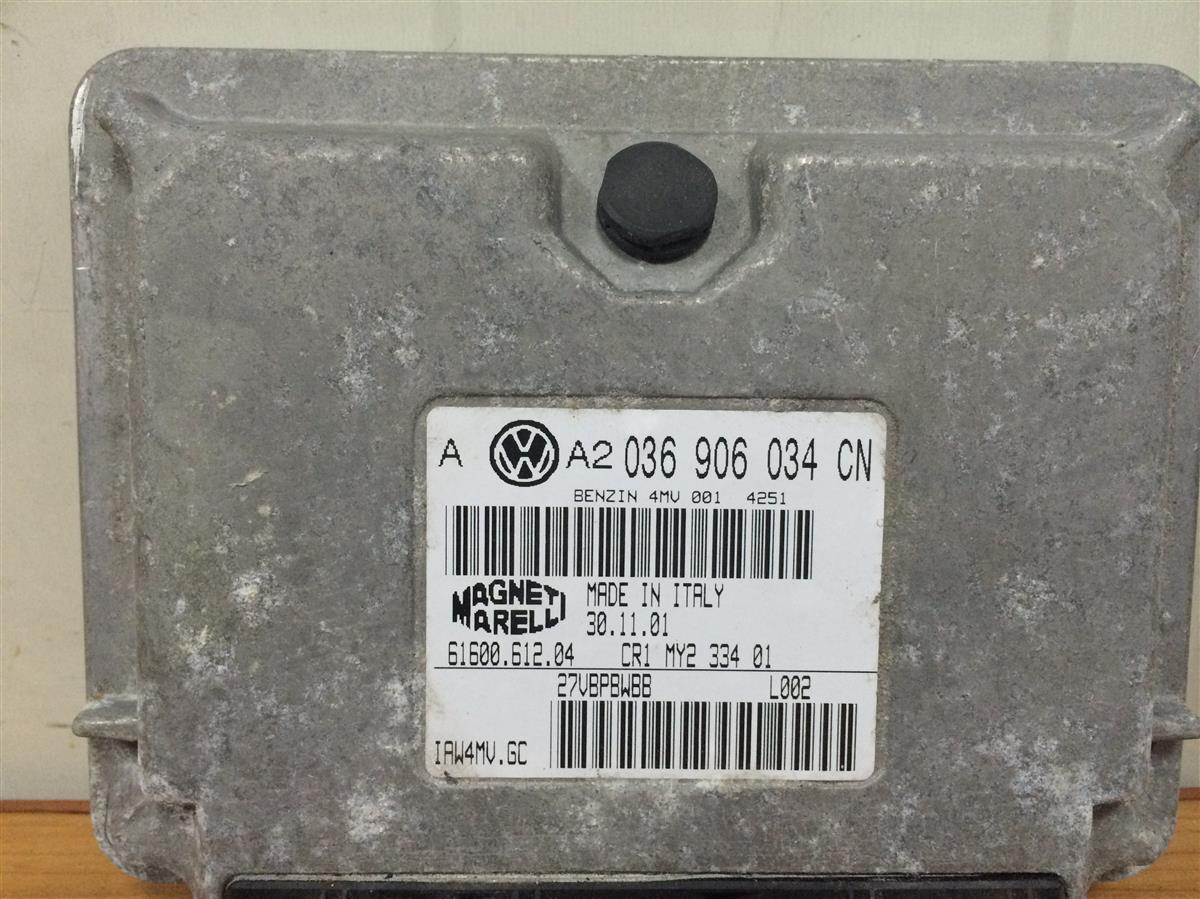 A VW A2 036 906 034 CN
BENZIN 4MV 001 4251
MAGNETI MARELLI
MADE IN ITALY
30.11.01
61600.612.04 CR1 MY2 334 01
27VBPBWBB L002
IAW4MV.GC